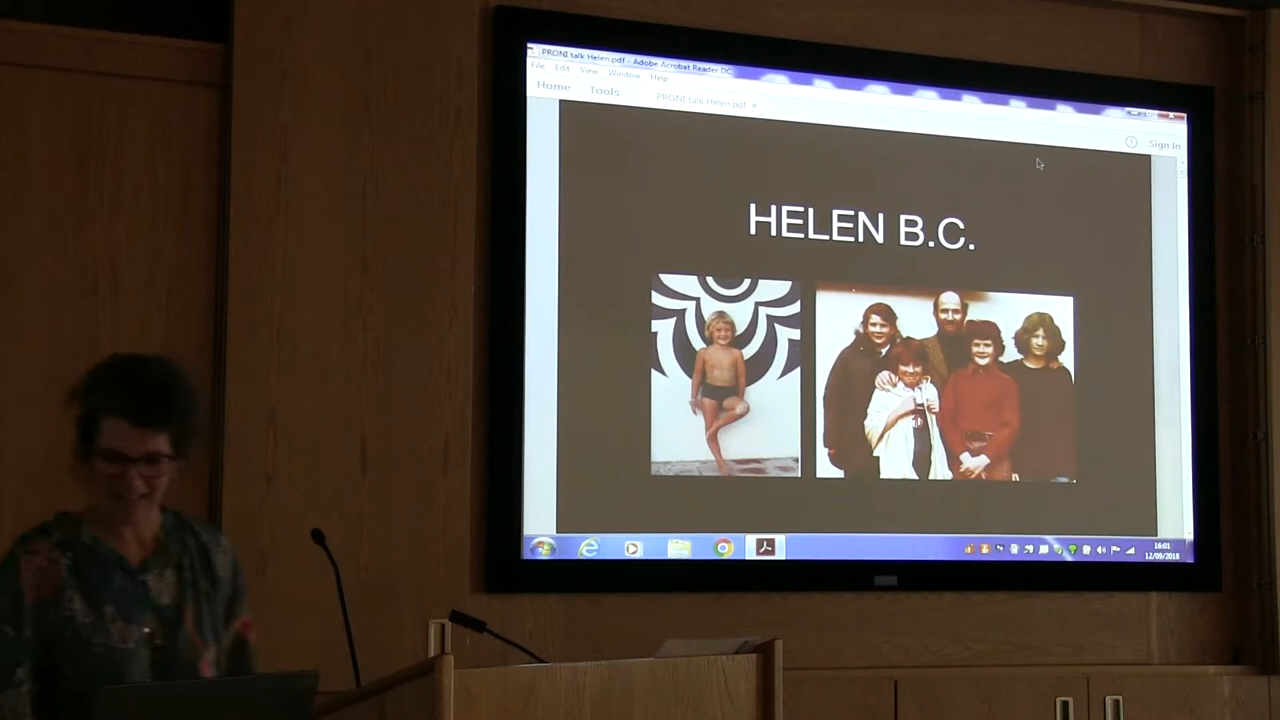 PRONI talk Helen.pdf - Adobe Acrobat Reader DC
File Edit View Window Help
Home Tools
PRONI talk Helen.pdf ×
? Sign In
HELEN B.C.
16:01
12/09/2018